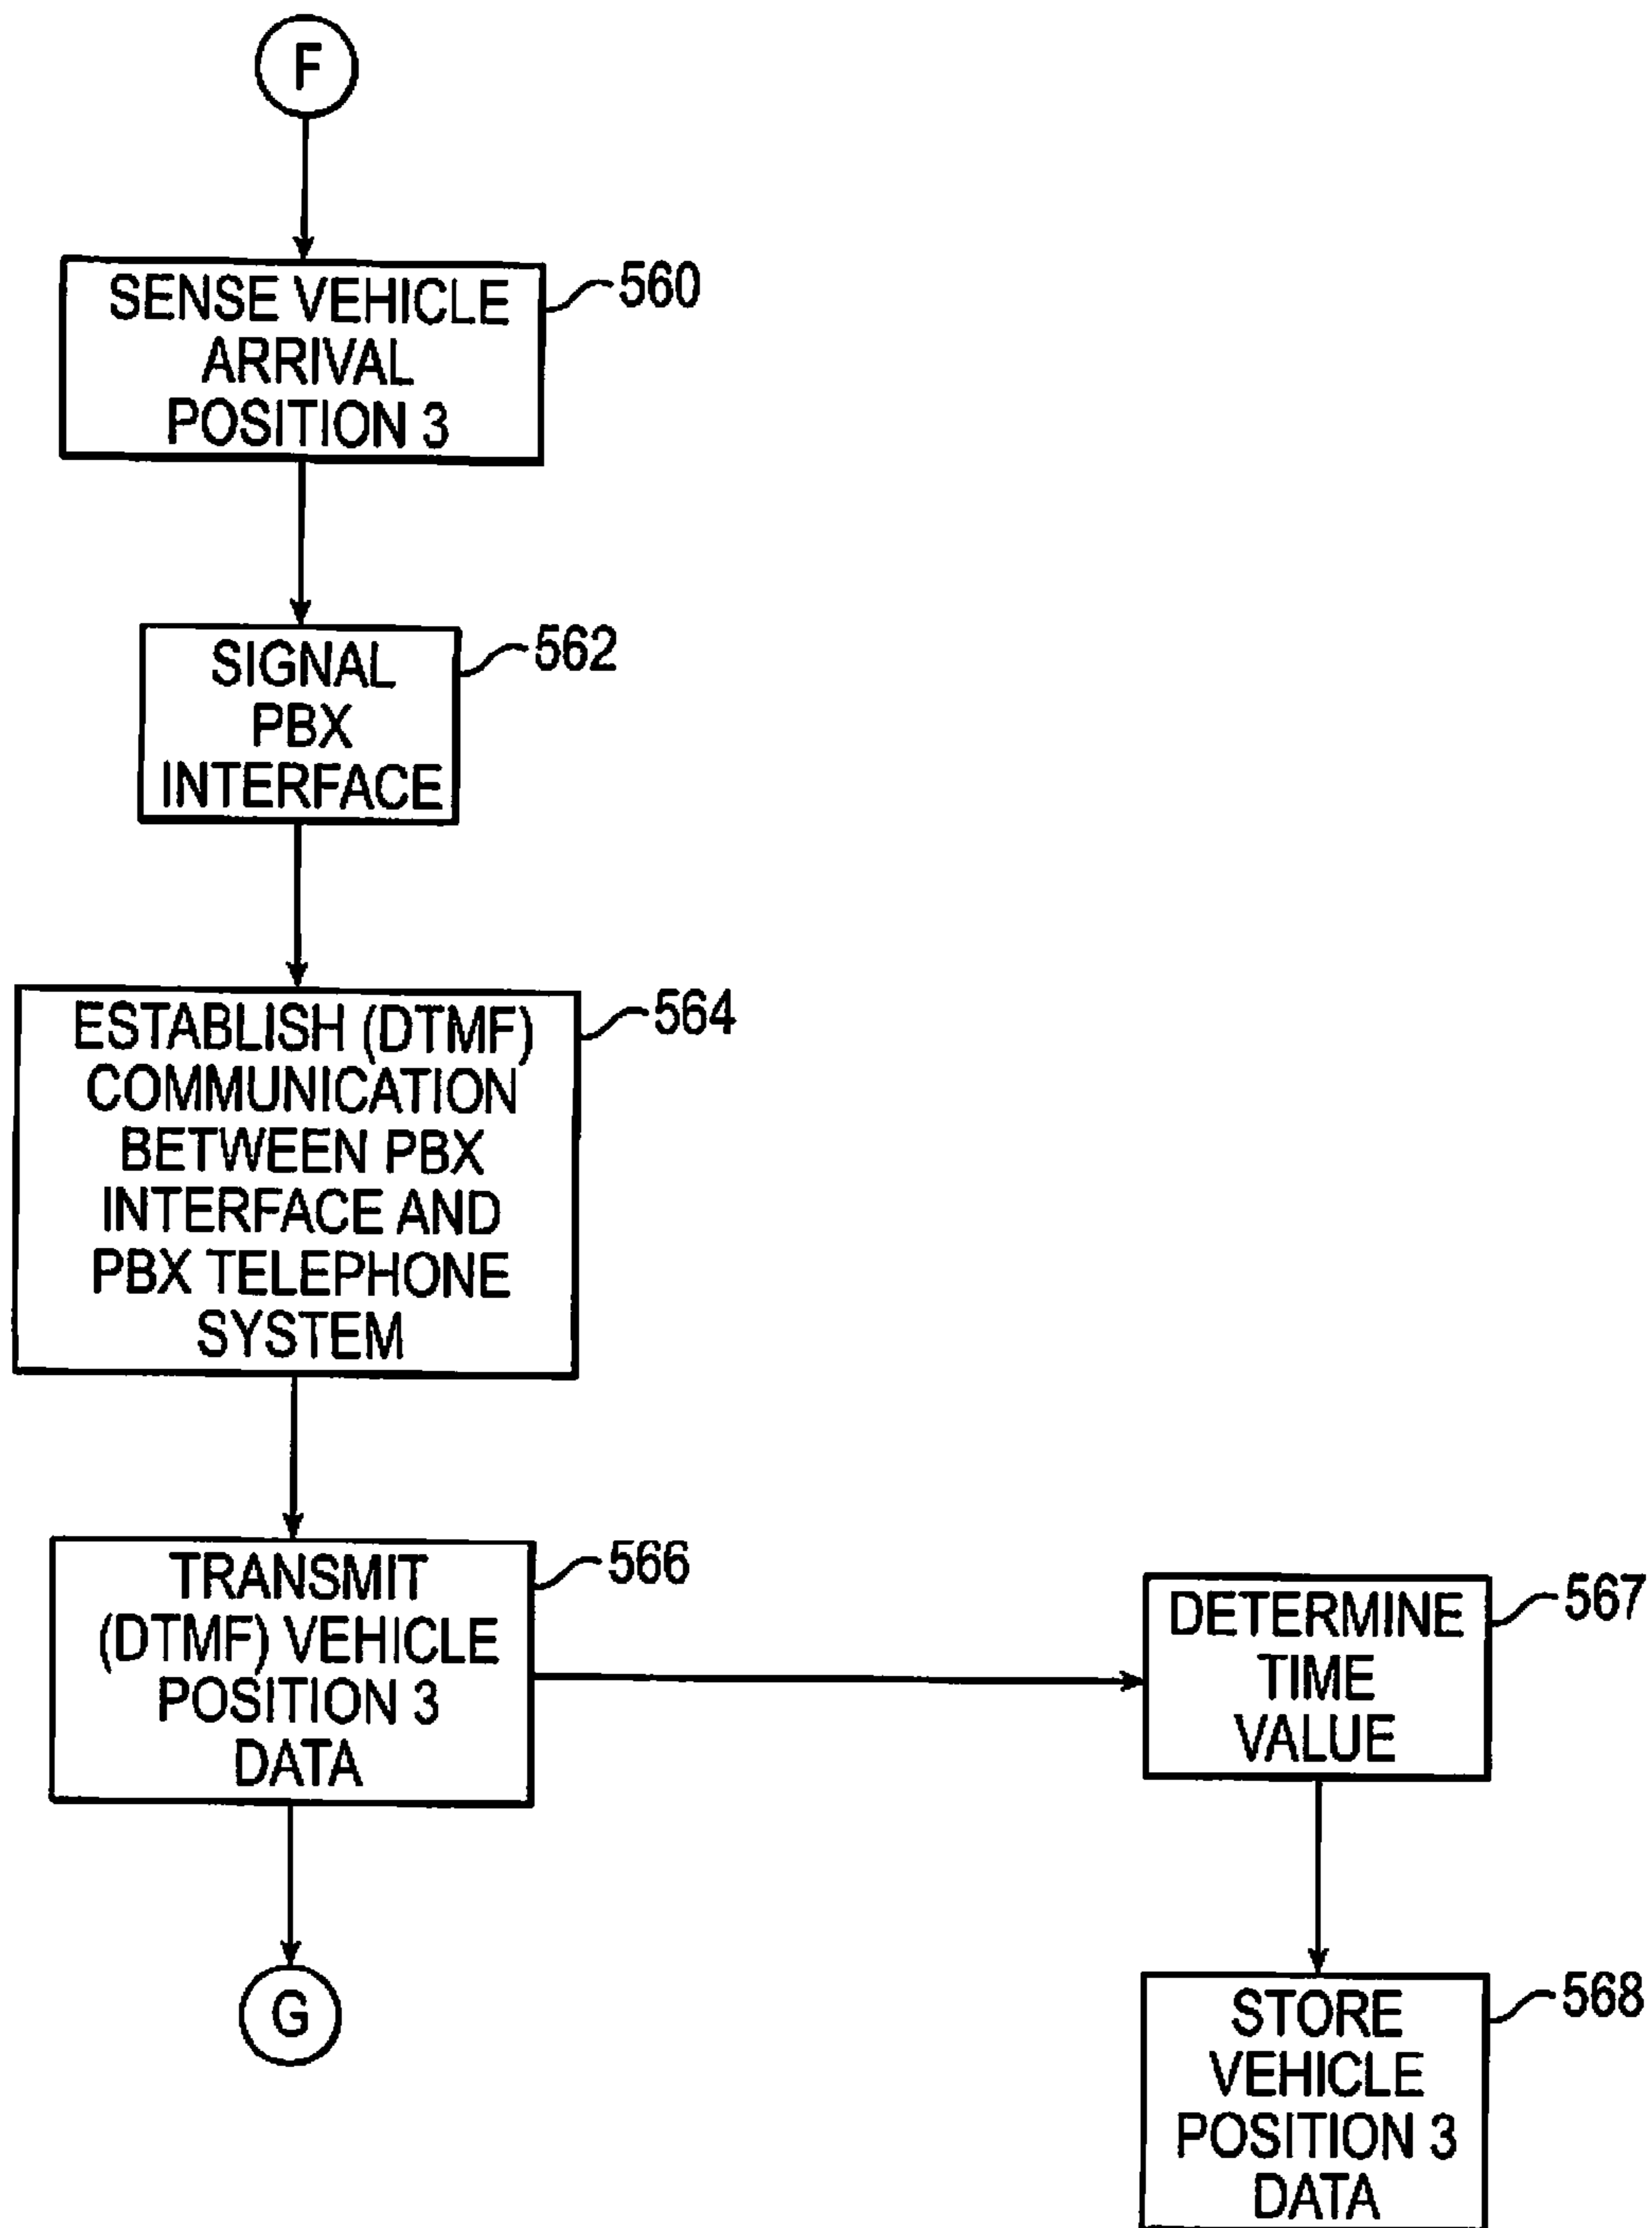 F
SENSE VEHICLE
ARRIVAL
POSITION 3
560
SIGNAL
PBX
INTERFACE
562
ESTABLISH (DTMF)
COMMUNICATION
BETWEEN PBX
INTERFACE AND
PBX TELEPHONE
SYSTEM
564
TRANSMIT
(DTMF) VEHICLE
POSITION 3
DATA
566
DETERMINE
TIME
VALUE
567
G
STORE
VEHICLE
POSITION 3
DATA
568